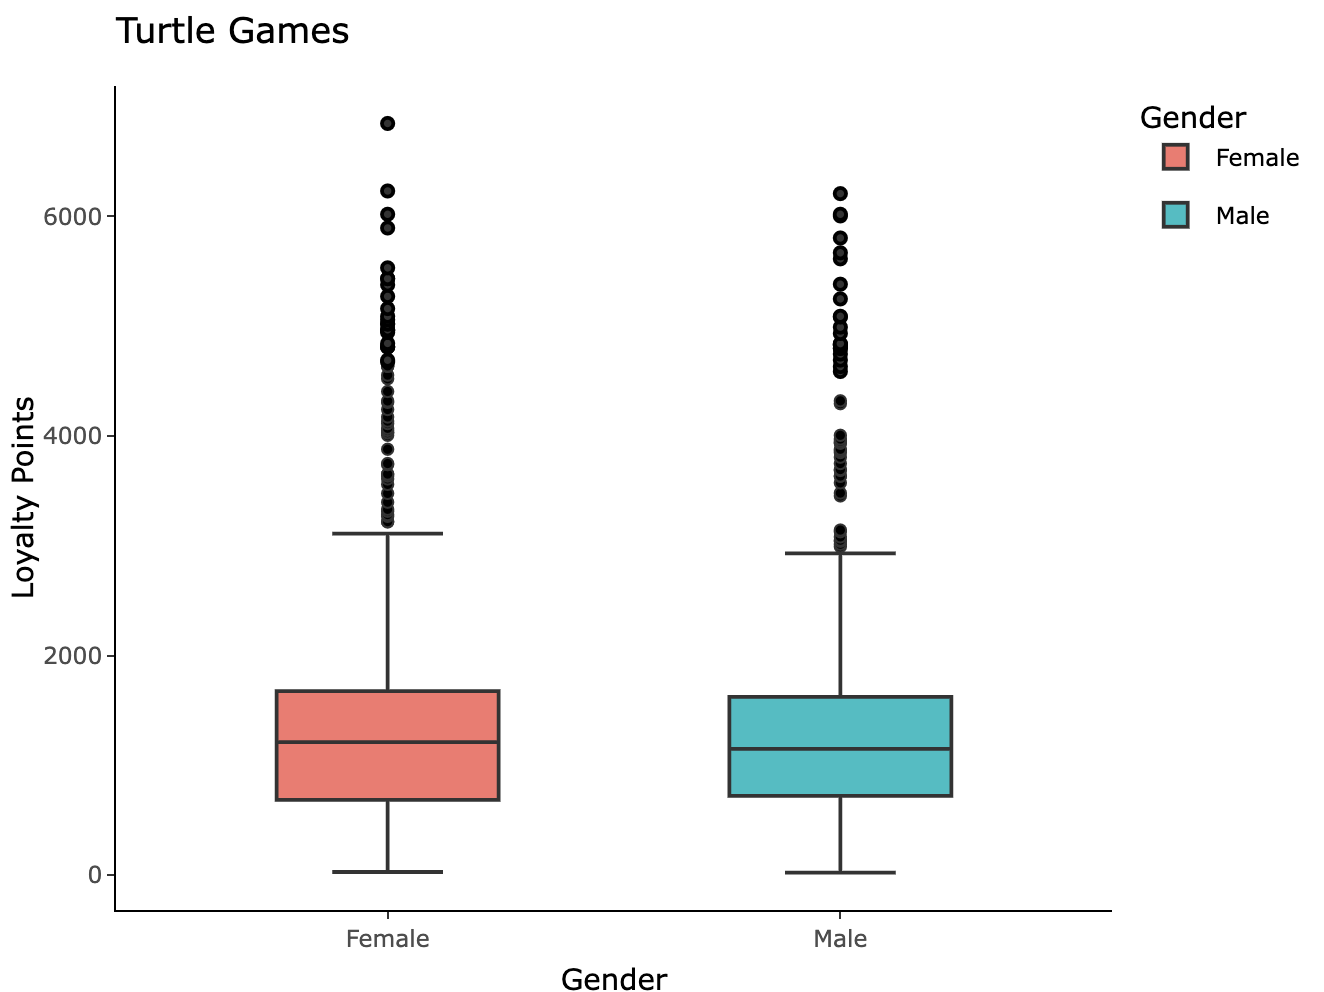 Turtle Games
Gender
Female
Male
6000
4000
2000
0
Loyalty Points
Female
Male
Gender